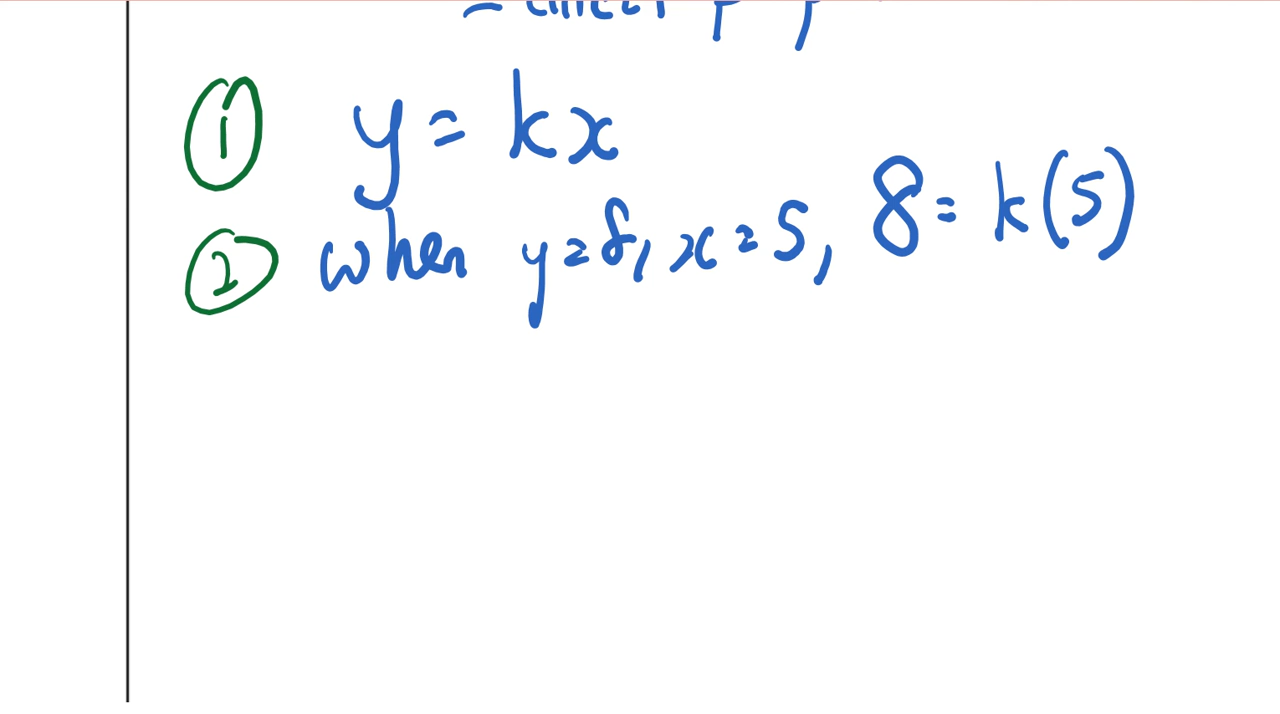 ① y = kx
② when y=8, x=5, 8=k(5)